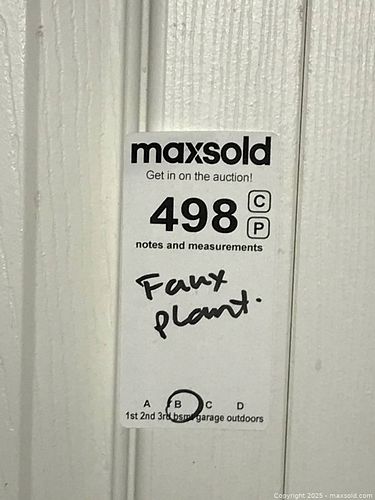 maxsold
Get in on the auction!
498 C
P
notes and measurements
Faux
plant.
A B C D
1st 2nd 3rd bsmt garage outdoors
Copyright 2025 - maxsold.com